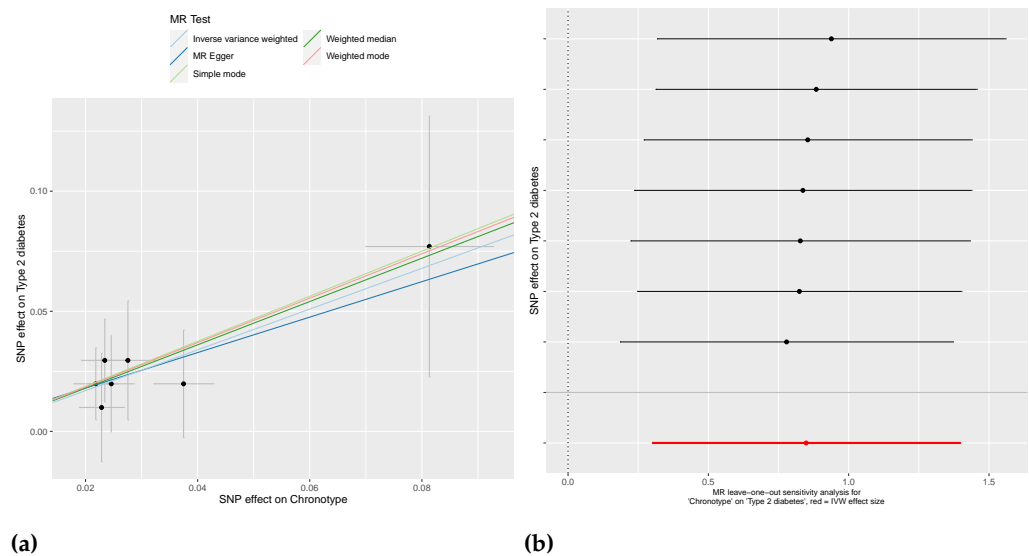 MR Test
Inverse variance weighted
MR Egger
Simple mode
Weighted median
Weighted mode
SNP effect on Type 2 diabetes
0.10
0.05
0.00
0.02
0.04
0.06
0.08
SNP effect on Chronotype
(a)
SNP effect on Type 2 diabetes
0.0
0.5
1.0
1.5
MR leave−one−out sensitivity analysis for
'Chronotype' on 'Type 2 diabetes', red = IVW effect size
(b)